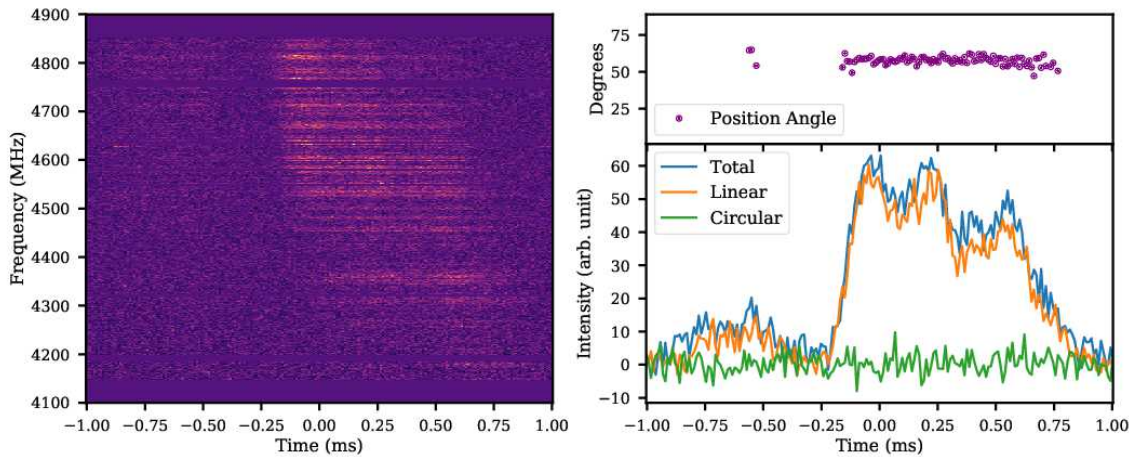 4900
4800
4700
4600
4500
4400
4300
4200
4100
Frequency (MHz)
−1.00 −0.75 −0.50 −0.25 0.00 0.25 0.50 0.75 1.00
Time (ms)
75
50
25
Degrees
Position Angle
60
50
40
30
20
10
0
−10
Intensity (arb. unit)
Total
Linear
Circular
−1.00 −0.75 −0.50 −0.25 0.00 0.25 0.50 0.75 1.00
Time (ms)